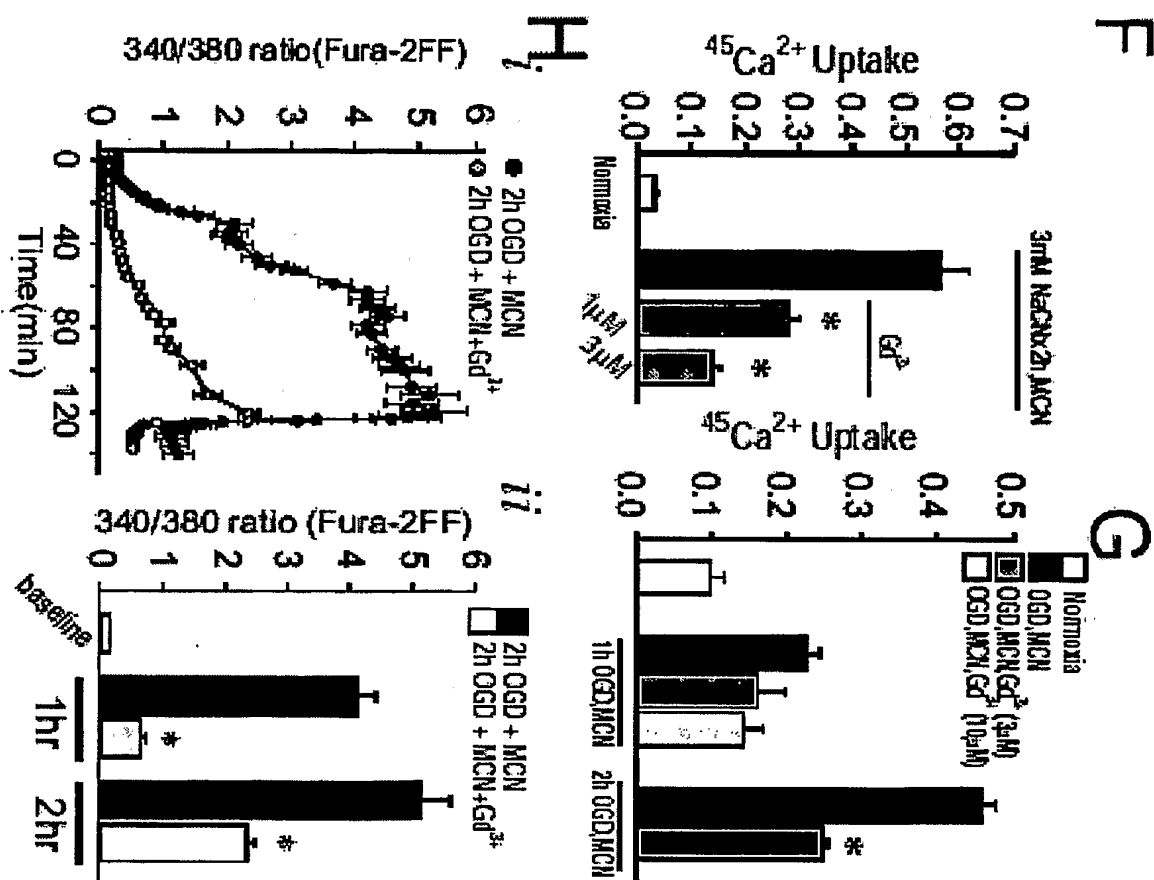 F
45Ca2+ Uptake
0.0 0.1 0.2 0.3 0.4 0.5 0.6 0.7
3mM NaCNx2h,MCN
Gd3+
*
*
Normoxia
1µM
3µM
G
45Ca2+ Uptake
0.0 0.1 0.2 0.3 0.4 0.5
Normoxia
OGD,MCN
OGD,MCN,Gd3+ (3µM)
OGD,MCN,Gd3+ (10µM)
*
1h OGD,MCN
2h OGD,MCN
H
i
340/380 ratio(Fura-2FF)
0 1 2 3 4 5 6
2h OGD + MCN
2h OGD + MCN+Gd3+
0 40 80 120
Time(min)
ii
340/380 ratio (Fura-2FF)
0 1 2 3 4 5 6
2h OGD + MCN
2h OGD + MCN+Gd3+
*
*
baseline
1hr
2hr